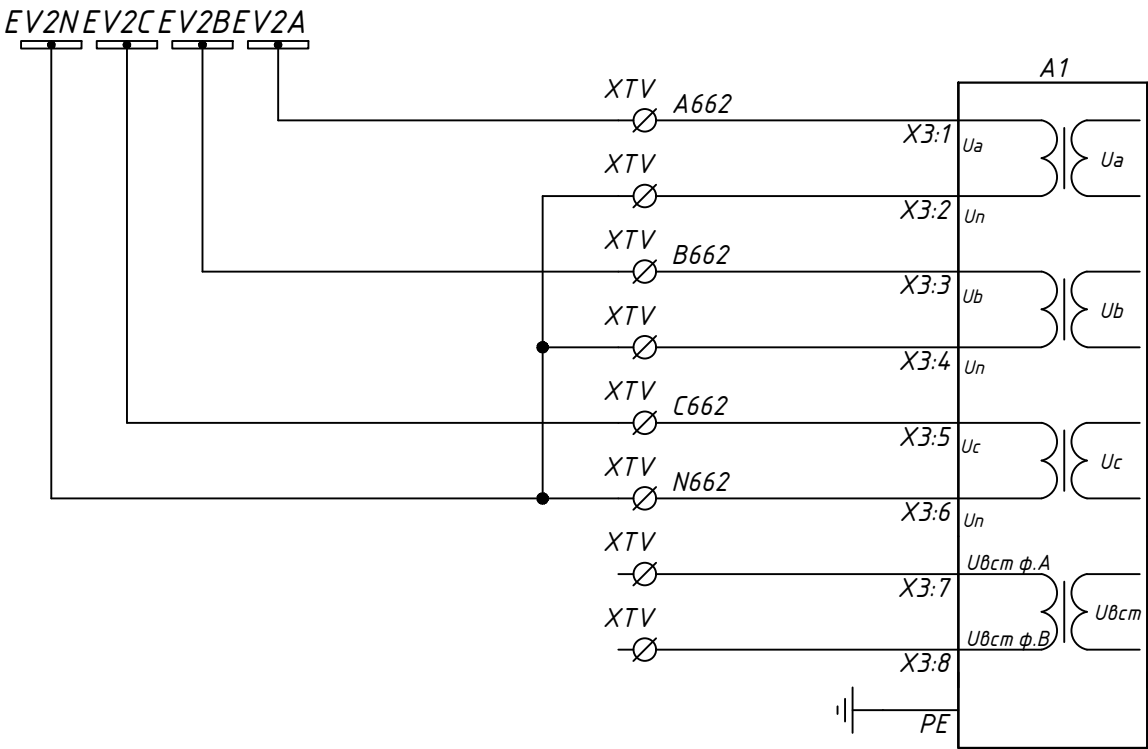 EV2N EV2C EV2B EV2A
A1
XTV A662
X3:1 Ua
Ua
XTV
X3:2 Un
XTV B662
X3:3 Ub
Ub
XTV
X3:4 Un
XTV C662
X3:5 Uc
Uc
XTV N662
X3:6 Un
XTV
Uвст ф.А
X3:7
Uвст
XTV
Uвст ф.В
X3:8
PE